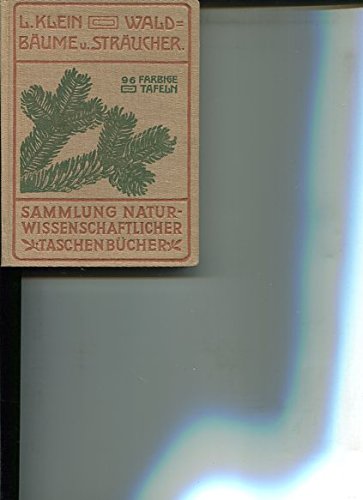 L. KLEIN WALD=
BÄUME u. STRÄUCHER.
96 FARBIGE
TAFELN
SAMMLUNG NATUR-
WISSENSCHAFTLICHER
TASCHENBÜCHER